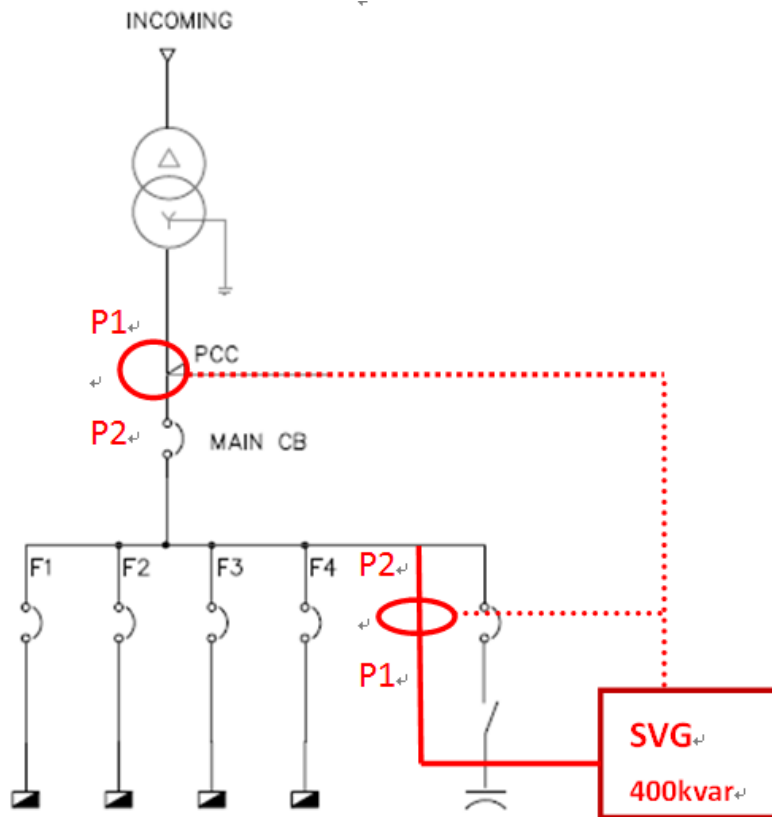 INCOMING
P1
PCC
P2
MAIN CB
F1
F2
F3
F4
P2
P1
SVG
400kvar